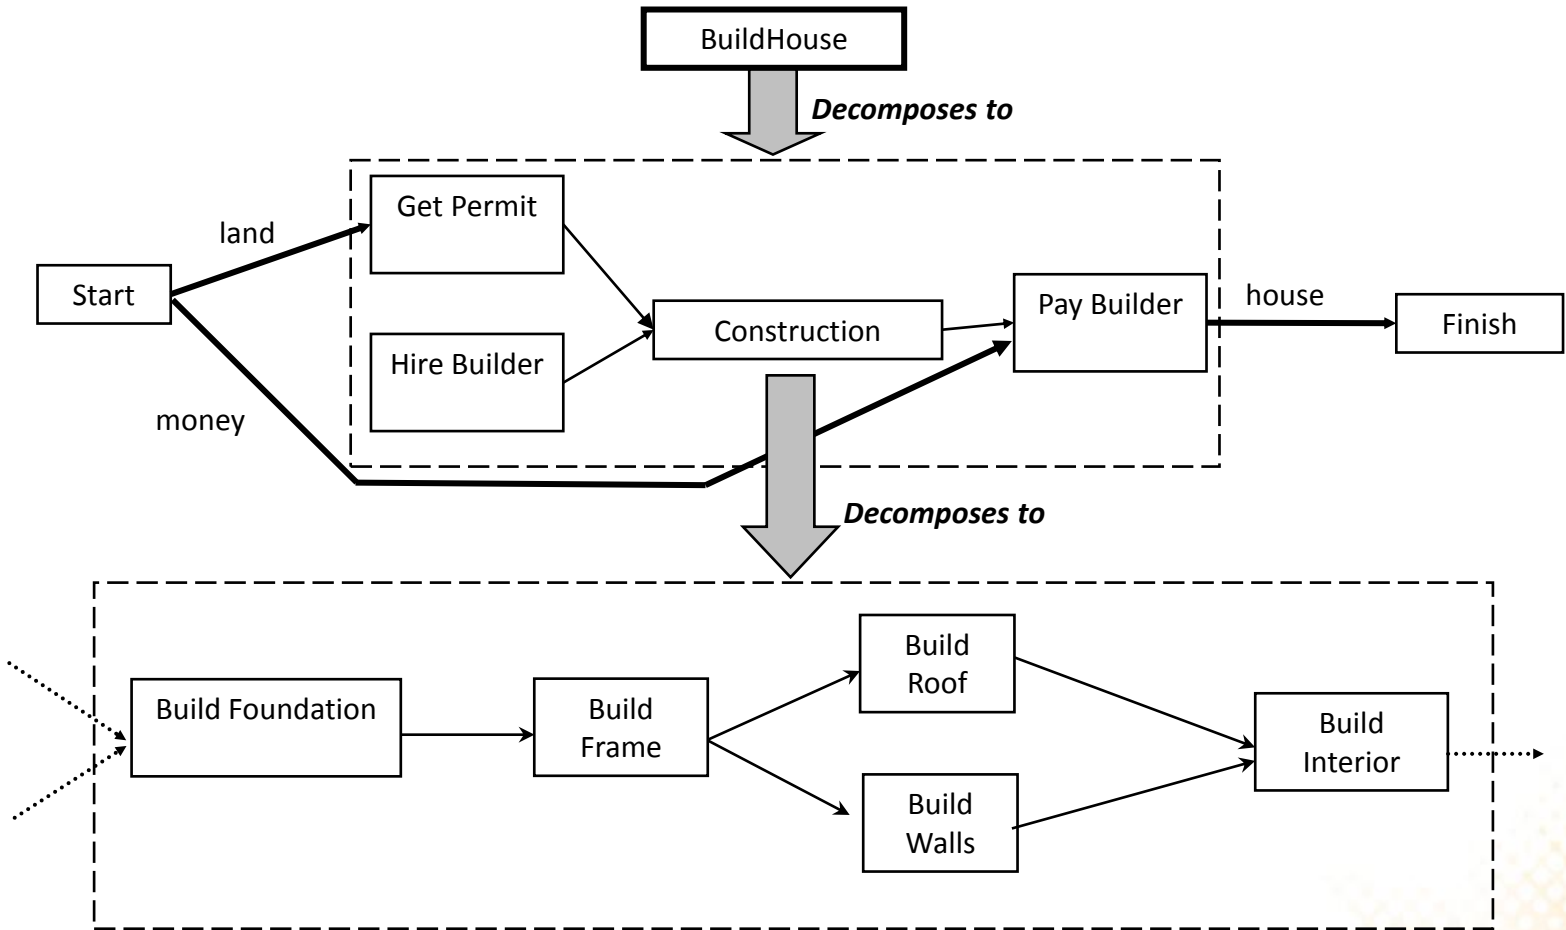 BuildHouse
Decomposes to
Get Permit
land
Start
Hire Builder
Construction
Pay Builder
house
Finish
money
Decomposes to
Build Foundation
Build
Frame
Build
Roof
Build
Walls
Build
Interior